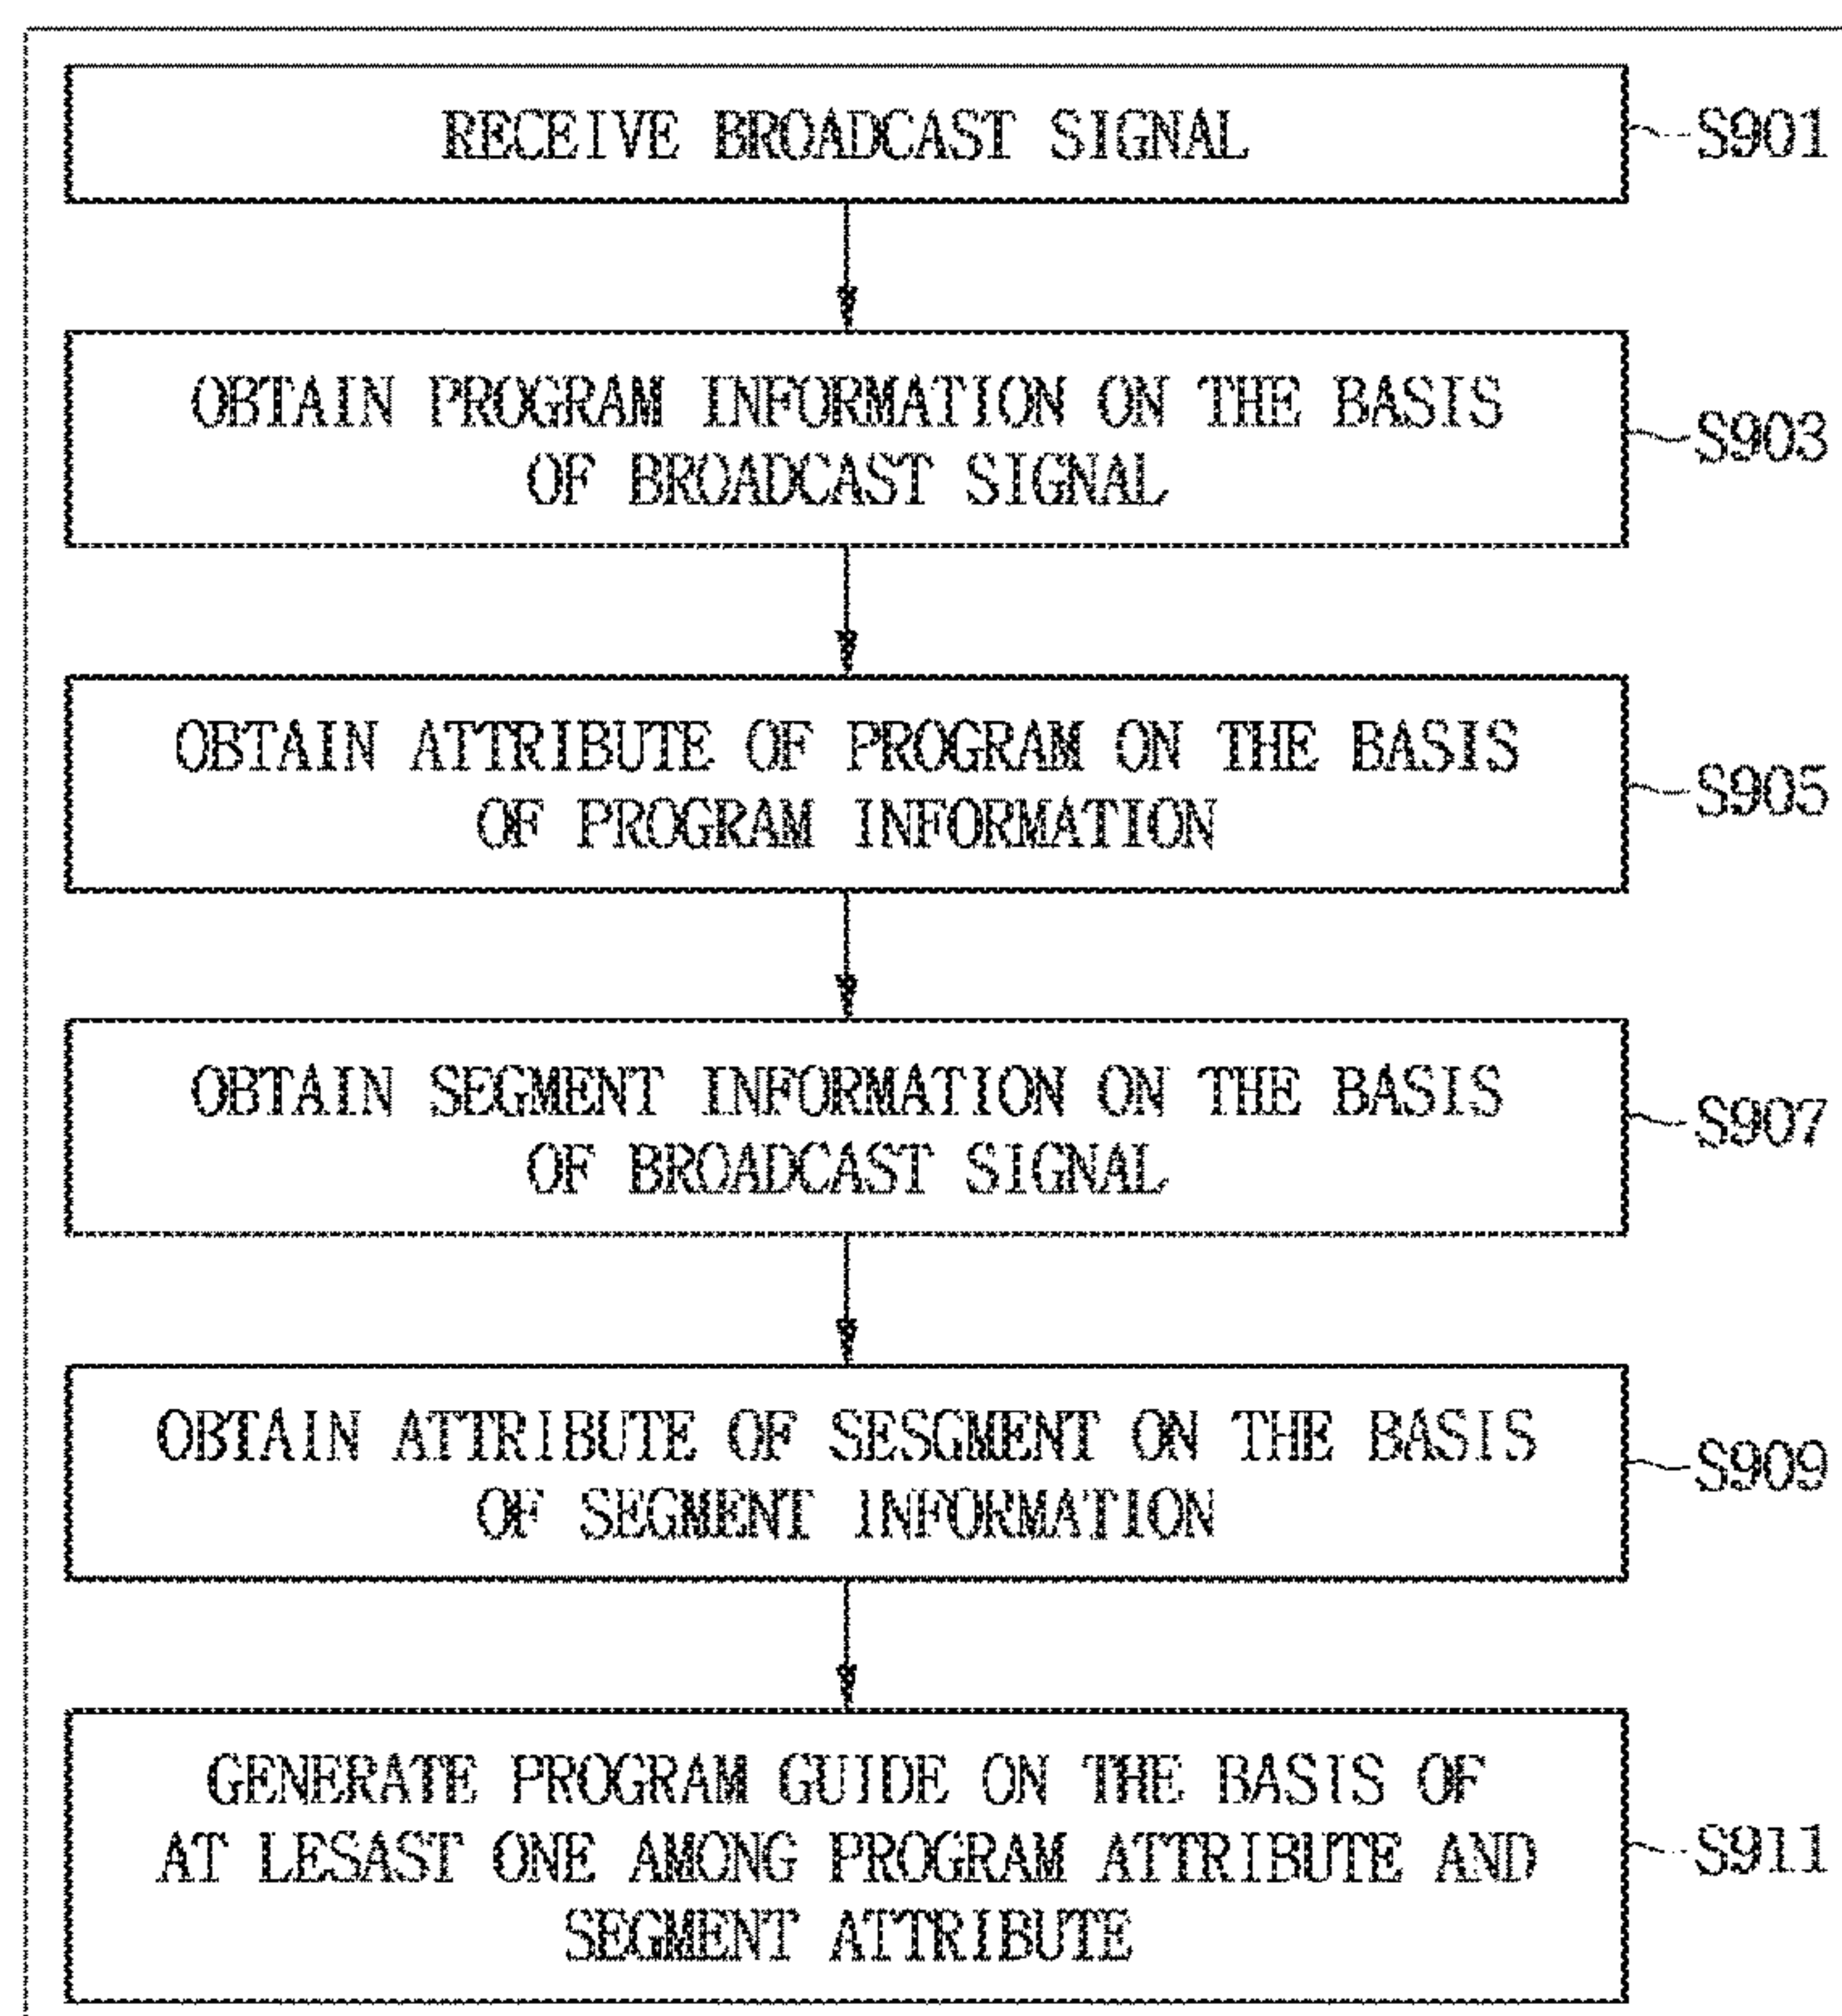 RECEIVE BROADCAST SIGNAL
S901
OBTAIN PROGRAM INFORMATION ON THE BASIS
OF BROADCAST SIGNAL
S903
OBTAIN ATTRIBUTE OF PROGRAM ON THE BASIS
OF PROGRAM INFORMATION
S905
OBTAIN SEGMENT INFORMATION ON THE BASIS
OF BROADCAST SIGNAL
S907
OBTAIN ATTRIBUTE OF SESGMENT ON THE BASIS
OF SEGMENT INFORMATION
S909
GENERATE PROGRAM GUIDE ON THE BASIS OF
AT LESAST ONE AMONG PROGRAM ATTRIBUTE AND
SEGMENT ATTRIBUTE
S911